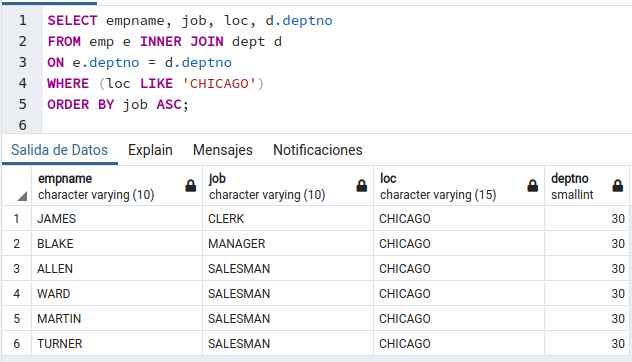 1 SELECT empname, job, loc, d.deptno
2 FROM emp e INNER JOIN dept d
3 ON e.deptno = d.deptno
4 WHERE (loc LIKE 'CHICAGO')
5 ORDER BY job ASC;
6
Salida de Datos Explain Mensajes Notificaciones
empname job loc deptno
character varying (10) character varying (10) character varying (15) smallint
1 JAMES CLERK CHICAGO 30
2 BLAKE MANAGER CHICAGO 30
3 ALLEN SALESMAN CHICAGO 30
4 WARD SALESMAN CHICAGO 30
5 MARTIN SALESMAN CHICAGO 30
6 TURNER SALESMAN CHICAGO 30